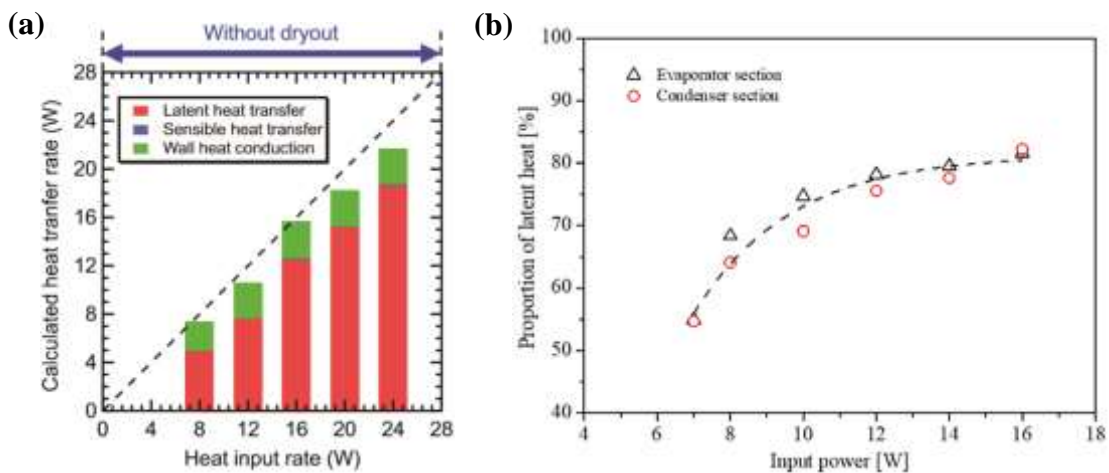 (a)
Without dryout
Calculated heat tranfer rate (W)
28
24
20
16
12
8
4
0
Latent heat transfer
Sensible heat transfer
Wall heat conduction
0 4 8 12 16 20 24 28
Heat input rate (W)
(b)
Proportion of latent heat [%]
100
90
80
70
60
50
40
Evaporator section
Condenser section
4 6 8 10 12 14 16 18
Input power [W]